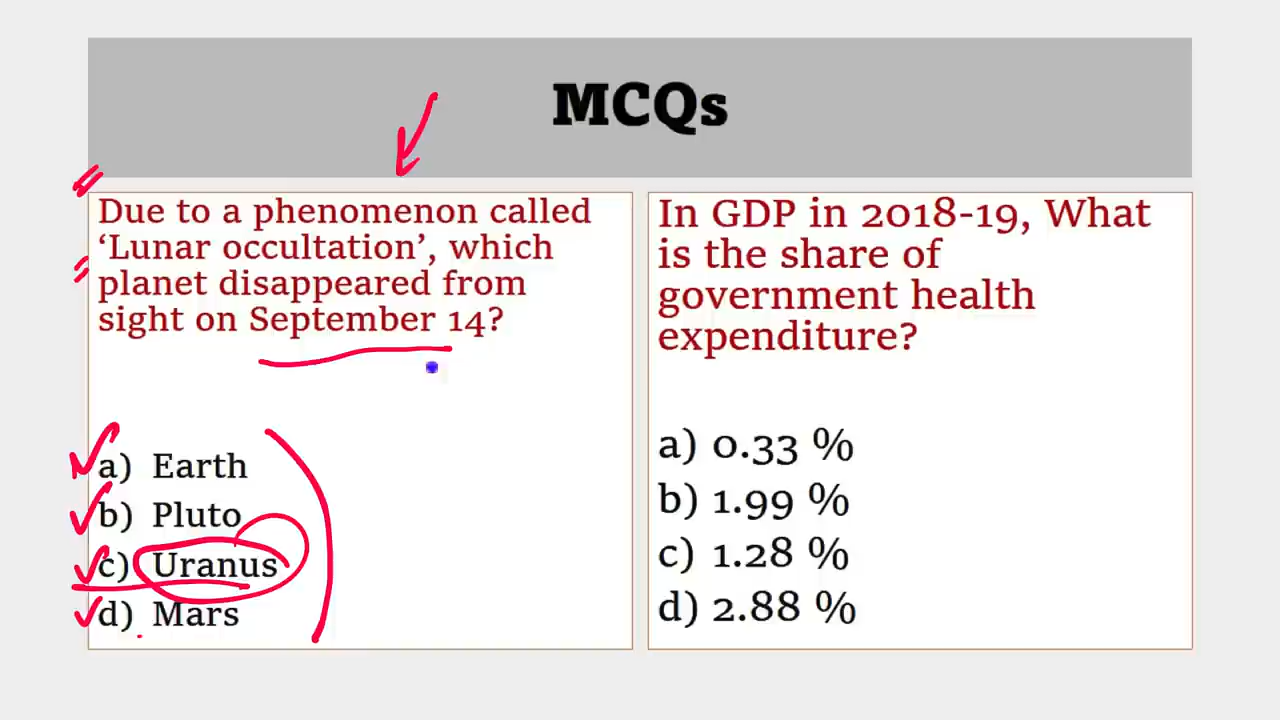 MCQs
Due to a phenomenon called
‘Lunar occultation’, which
planet disappeared from
sight on September 14?
a) Earth
b) Pluto
c) Uranus
d) Mars
In GDP in 2018-19, What
is the share of
government health
expenditure?
a) 0.33 %
b) 1.99 %
c) 1.28 %
d) 2.88 %